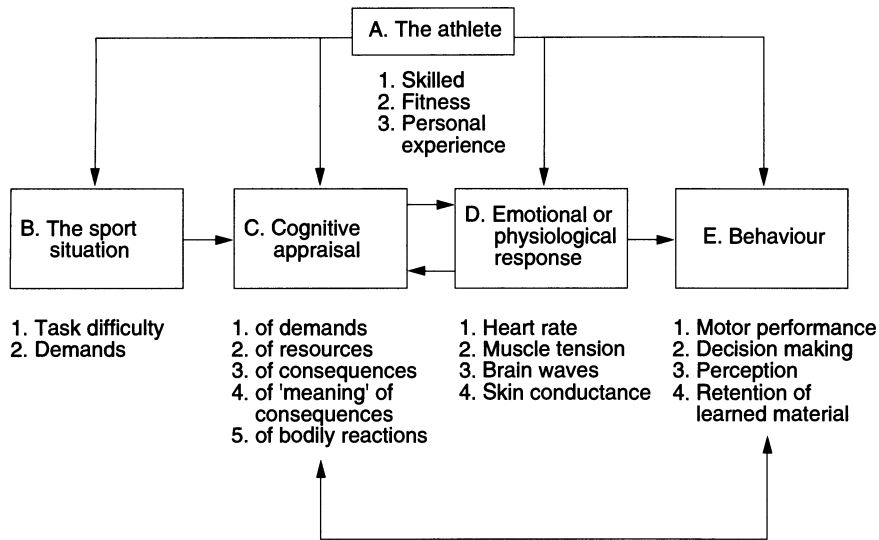 A. The athlete
1. Skilled
2. Fitness
3. Personal
experience
B. The sport
situation
C. Cognitive
appraisal
D. Emotional or
physiological
response
E. Behaviour
1. Task difficulty
2. Demands
1. of demands
2. of resources
3. of consequences
4. of 'meaning' of
consequences
5. of bodily reactions
1. Heart rate
2. Muscle tension
3. Brain waves
4. Skin conductance
1. Motor performance
2. Decision making
3. Perception
4. Retention of
learned material